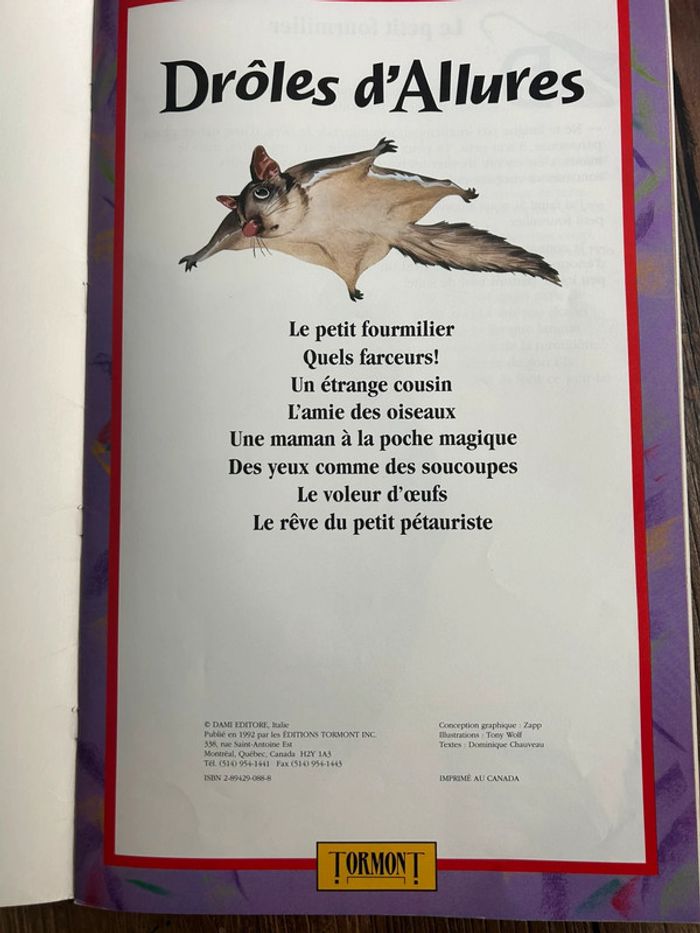 Drôles d'Allures
Le petit fourmilier
Quels farceurs!
Un étrange cousin
L'amie des oiseaux
Une maman à la poche magique
Des yeux comme des soucoupes
Le voleur d'œufs
Le rêve du petit pétauriste
© DAMI EDITORE, Italie
Publié en 1992 par les ÉDITIONS TORMONT INC.
338, rue Saint-Antoine Est
Montréal, Québec, Canada H2Y 1A3
Tél. (514) 954-1441 Fax (514) 954-1443
ISBN 2-89429-088-8
Conception graphique : Zapp
Illustrations : Tony Wolf
Textes : Dominique Chauveau
IMPRIMÉ AU CANADA
TORMONT